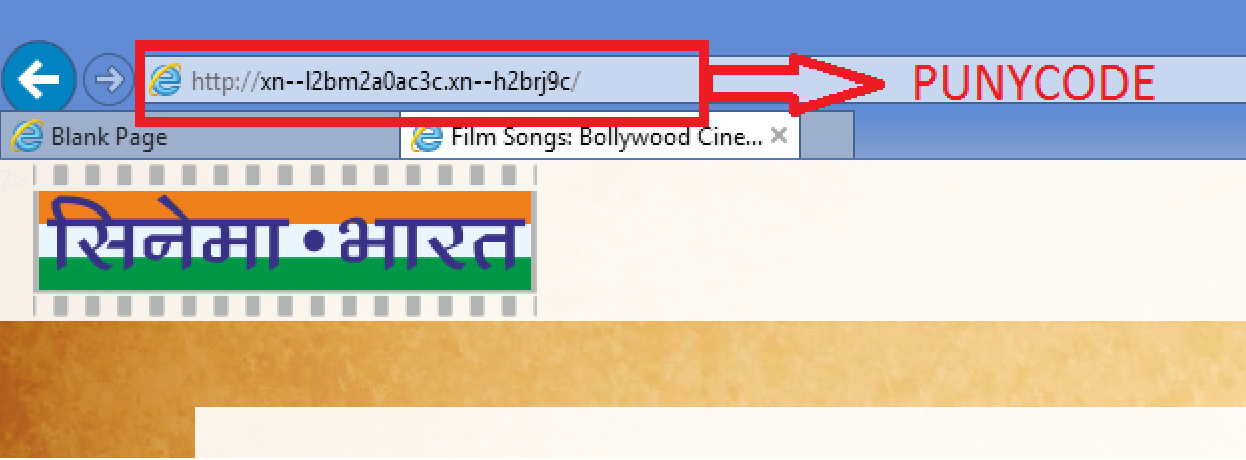 http://xn--l2bm2a0ac3c.xn--h2brj9c/
PUNYCODE
Blank Page
Film Songs: Bollywood Cine...
सिनेमा•भारत